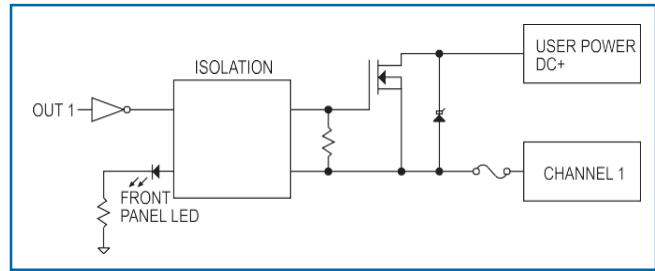 ISOLATION
USER POWER
DC+
OUT 1
CHANNEL 1
FRONT
PANEL LED